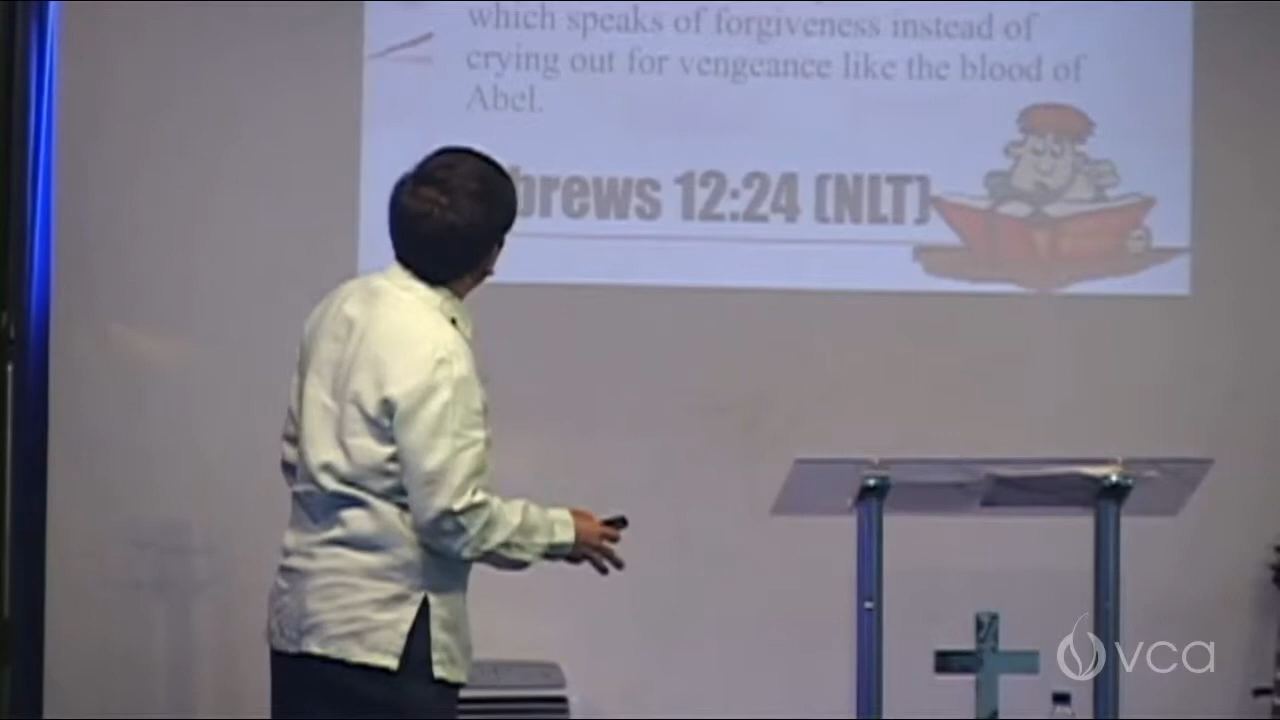 which speaks of forgiveness instead of
crying out for vengeance like the blood of
Abel.
brews 12:24 (NLT)
vca